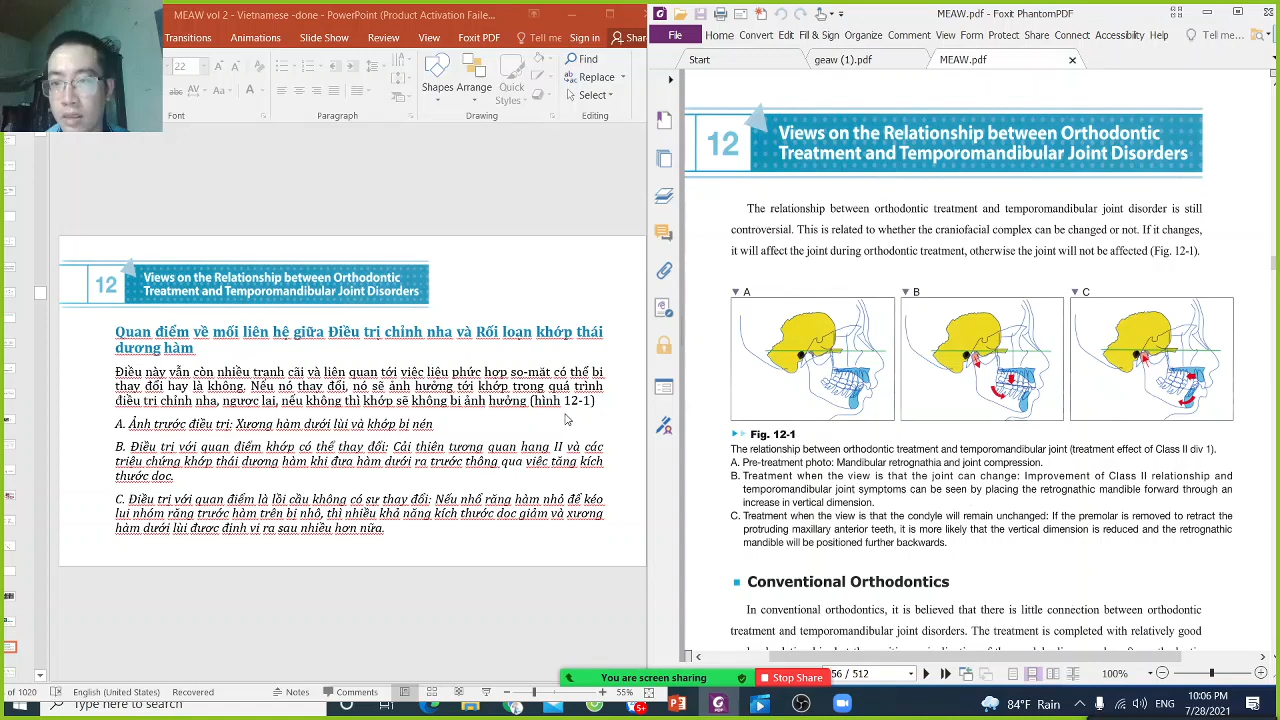 MEAW vol 2 - Vietnamese -done - PowerPoint (Product Activation Faile...
Transitions Animations Slide Show Review View Foxit PDF Tell me... Sign in Shar
22
Shapes Arrange Quick Styles
Find
Replace
Select
Font Paragraph Drawing Editing
12
Views on the Relationship between Orthodontic
Treatment and Temporomandibular Joint Disorders
Quan điểm về mối liên hệ giữa Điều trị chỉnh nha và Rối loạn khớp thái
dương hàm
Điều này vẫn còn nhiều tranh cãi và liên quan tới việc liệu phức hợp sọ-mặt có thể bị
thay đổi hay là không. Nếu nó thay đổi, nó sẽ ảnh hưởng tới khớp trong quá trình
điều trị chỉnh nha, ngược lại, nếu không thì khớp sẽ không bị ảnh hưởng (hình 12-1)
A. Ảnh trước điều trị: Xương hàm dưới lùi và khớp bị nén
B. Điều trị với quan điểm khớp có thể thay đổi: Cải thiện tương quan hạng II và các
triệu chứng khớp thái dương hàm khi đưa hàm dưới ra trước thông qua việc tăng kích
thước dọc.
C. Điều trị với quan điểm là lồi cầu không có sự thay đổi: Nếu nhổ răng hàm nhỏ để kéo
lui nhóm răng trước hàm trên bị nhô, thì nhiều khả năng kích thước dọc giảm và xương
hàm dưới lùi được định vị ra sau nhiều hơn nữa.
of 1020 English (United States) Recovered Notes Comments 55%
MEAW.pdf - Foxit PhantomPDF
File Home Convert Edit Fill & Sign Organize Comment View Form Protect Share Connect Accessibility Help Tell me...
Start geaw (1).pdf MEAW.pdf
12
Views on the Relationship between Orthodontic
Treatment and Temporomandibular Joint Disorders
The relationship between orthodontic treatment and temporomandibular joint disorder is still
controversial. This is related to whether the craniofacial complex can be changed or not. If it changes,
it will affect the joint during orthodontic treatment, otherwise the joint will not be affected (Fig. 12-1).
A B C
Fig. 12-1
The relationship between orthodontic treatment and temporomandibular joint (treatment effect of Class II div 1).
A. Pre-treatment photo: Mandibular retrognathia and joint compression.
B. Treatment when the view is that the joint can change: Improvement of Class II relationship and
temporomandibular joint symptoms can be seen by placing the retrognathic mandible forward through an
increase in vertical dimension.
C. Treatment when the view is that the condyle will remain unchanged: If the premolar is removed to retract the
protruding maxillary anterior teeth, it is more likely that the vertical dimension is reduced and the retrognathic
mandible will be positioned further backwards.
Conventional Orthodontics
In conventional orthodontics, it is believed that there is little connection between orthodontic
treatment and temporomandibular joint disorders. The treatment is completed with relatively good
56 / 512 100%
You are screen sharing Stop Share
5+
84°F Rain ENG 10:06 PM
7/28/2021